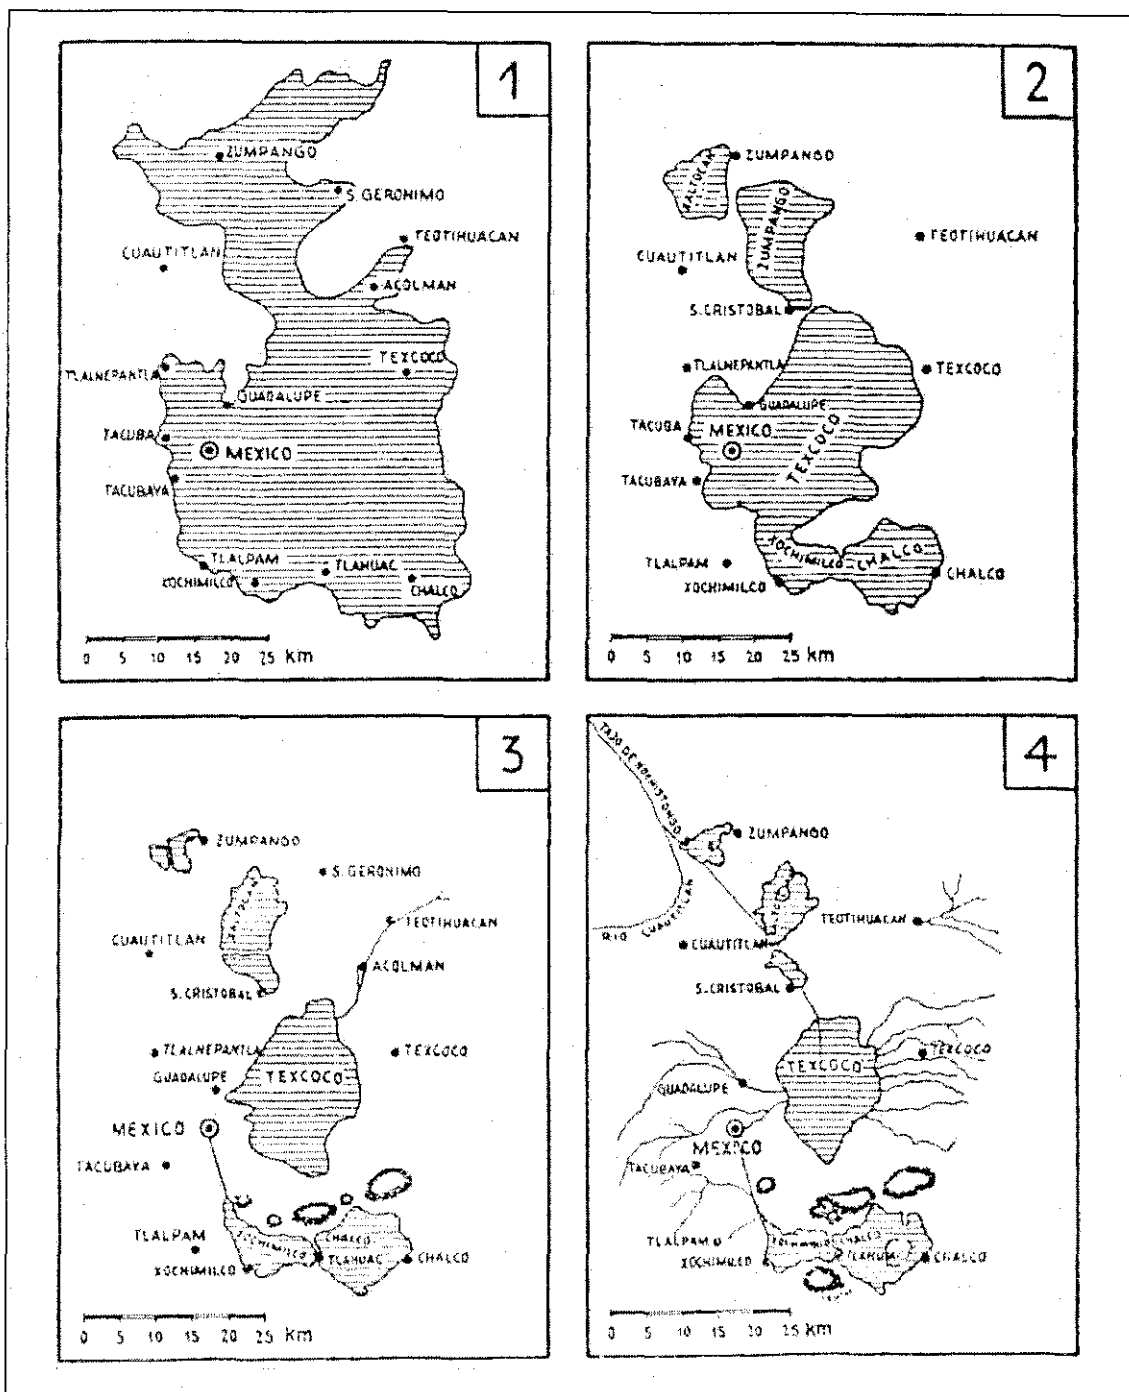 1
ZUMPANGO
S. GERONIMO
TEOTIHUACAN
CUAUTITLAN
ACOLMAN
TEXCOCO
TLALNEPANTLA
GUADALUPE
TACUBA
MEXICO
TACUBAYA
TLALPAM
TLAHUAC
XOCHIMILCO
CHALCO
0 5 10 15 20 25 km
2
ZUMPANGO
XALTOCAN
ZUMPANGO
TEOTIHUACAN
CUAUTITLAN
S. CRISTOBAL
TLALNEPANTLA
TEXCOCO
GUADALUPE
TACUBA
MEXICO
TEXCOCO
TACUBAYA
XOCHIMILCO
CHALCO
TLALPAM
CHALCO
XOCHIMILCO
0 5 10 15 20 25 km
3
ZUMPANGO
S. GERONIMO
XALTOCAN
TEOTIHUACAN
CUAUTITLAN
ACOLMAN
S. CRISTOBAL
TLALNEPANTLA
TEXCOCO
GUADALUPE
TEXCOCO
MEXICO
TACUBAYA
TLALPAM
XOCHIMILCO
CHALCO
TLAHUAC
CHALCO
XOCHIMILCO
0 5 10 15 20 25 km
4
TAJO DE NOCHISTONGO
ZUMPANGO
TEOTIHUACAN
RIO CUAUTITLAN
CUAUTITLAN
S. CRISTOBAL
TEXCOCO
TEXCOCO
GUADALUPE
MEXICO
TACUBAYA
TLALPAM
CHALCO
XOCHIMILCO
CHALCO
0 5 10 15 20 25 km